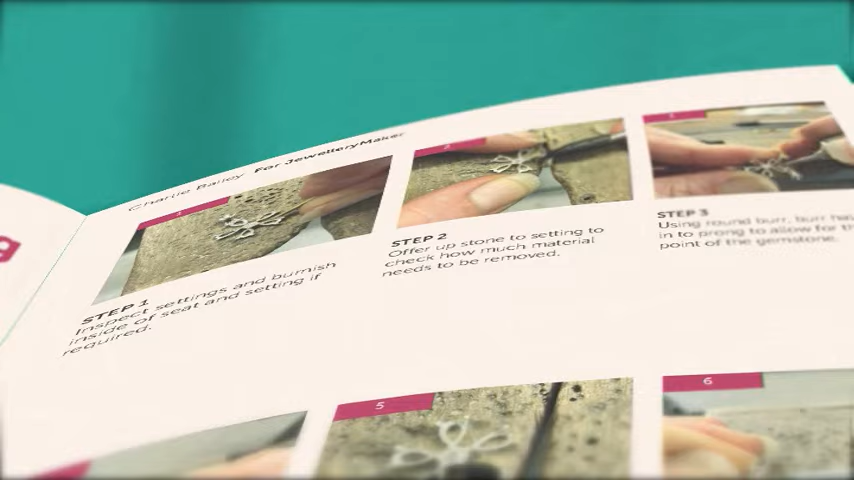 Charlie Bailey For JewelleryMaker
1
2
STEP 1
Inspect settings and burnish
inside of seat and setting if
required.
STEP 2
Offer up stone to setting to
check how much material
needs to be removed.
STEP 3
Using round burr, burr
in to prong to allow for
point of the gemstone.
5
6